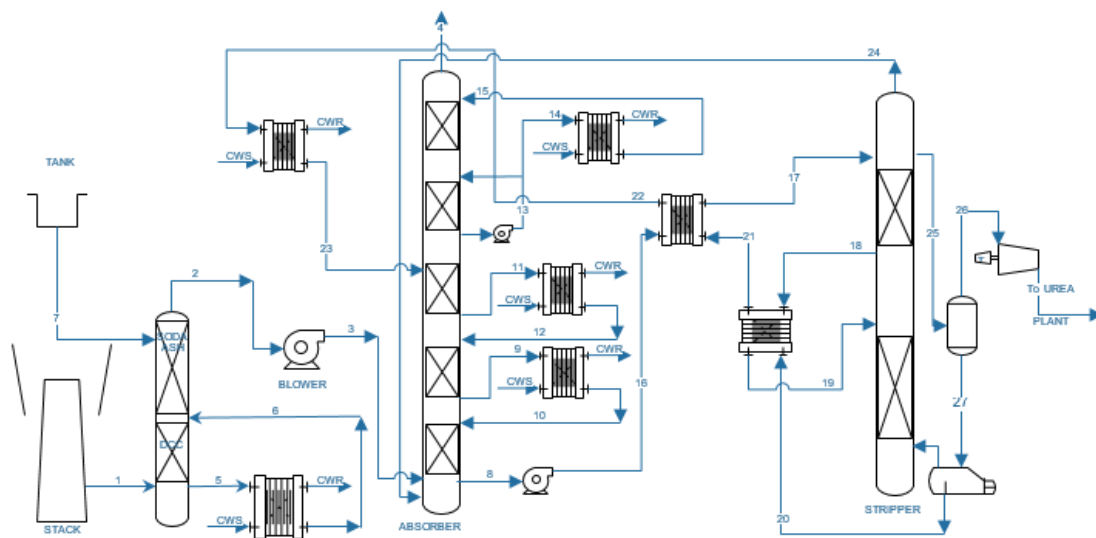 4
24
15
14
CWR
CWR
CWS
CWS
TANK
17
22
13
26
23
21
18
25
11
CWR
2
CWS
To UREA
7
3
12
PLANT
SODA
ASH
9
CWR
BLOWER
16
19
CWS
6
10
27
DCC
8
1
5
CWR
CWS
20
STRIPPER
STACK
ABSORBER